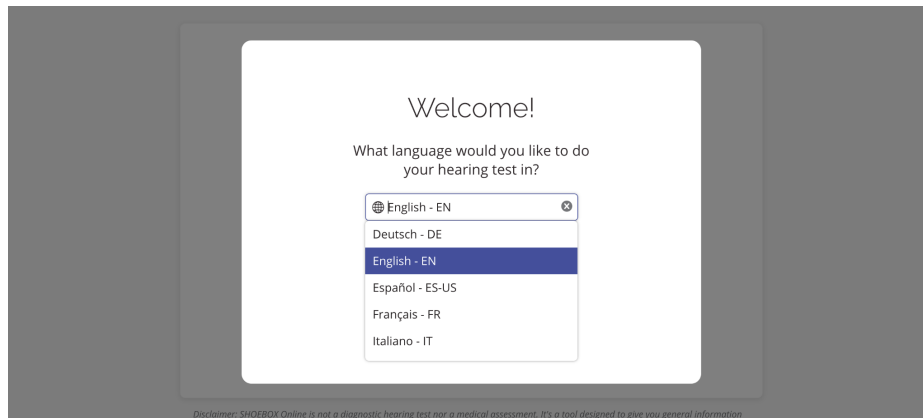 Welcome!
What language would you like to do
your hearing test in?
English - EN
Deutsch - DE
English - EN
Español - ES-US
Français - FR
Italiano - IT
Disclaimer: SHOEBOX Online is not a diagnostic hearing test nor a medical assessment. It's a tool designed to give you general information